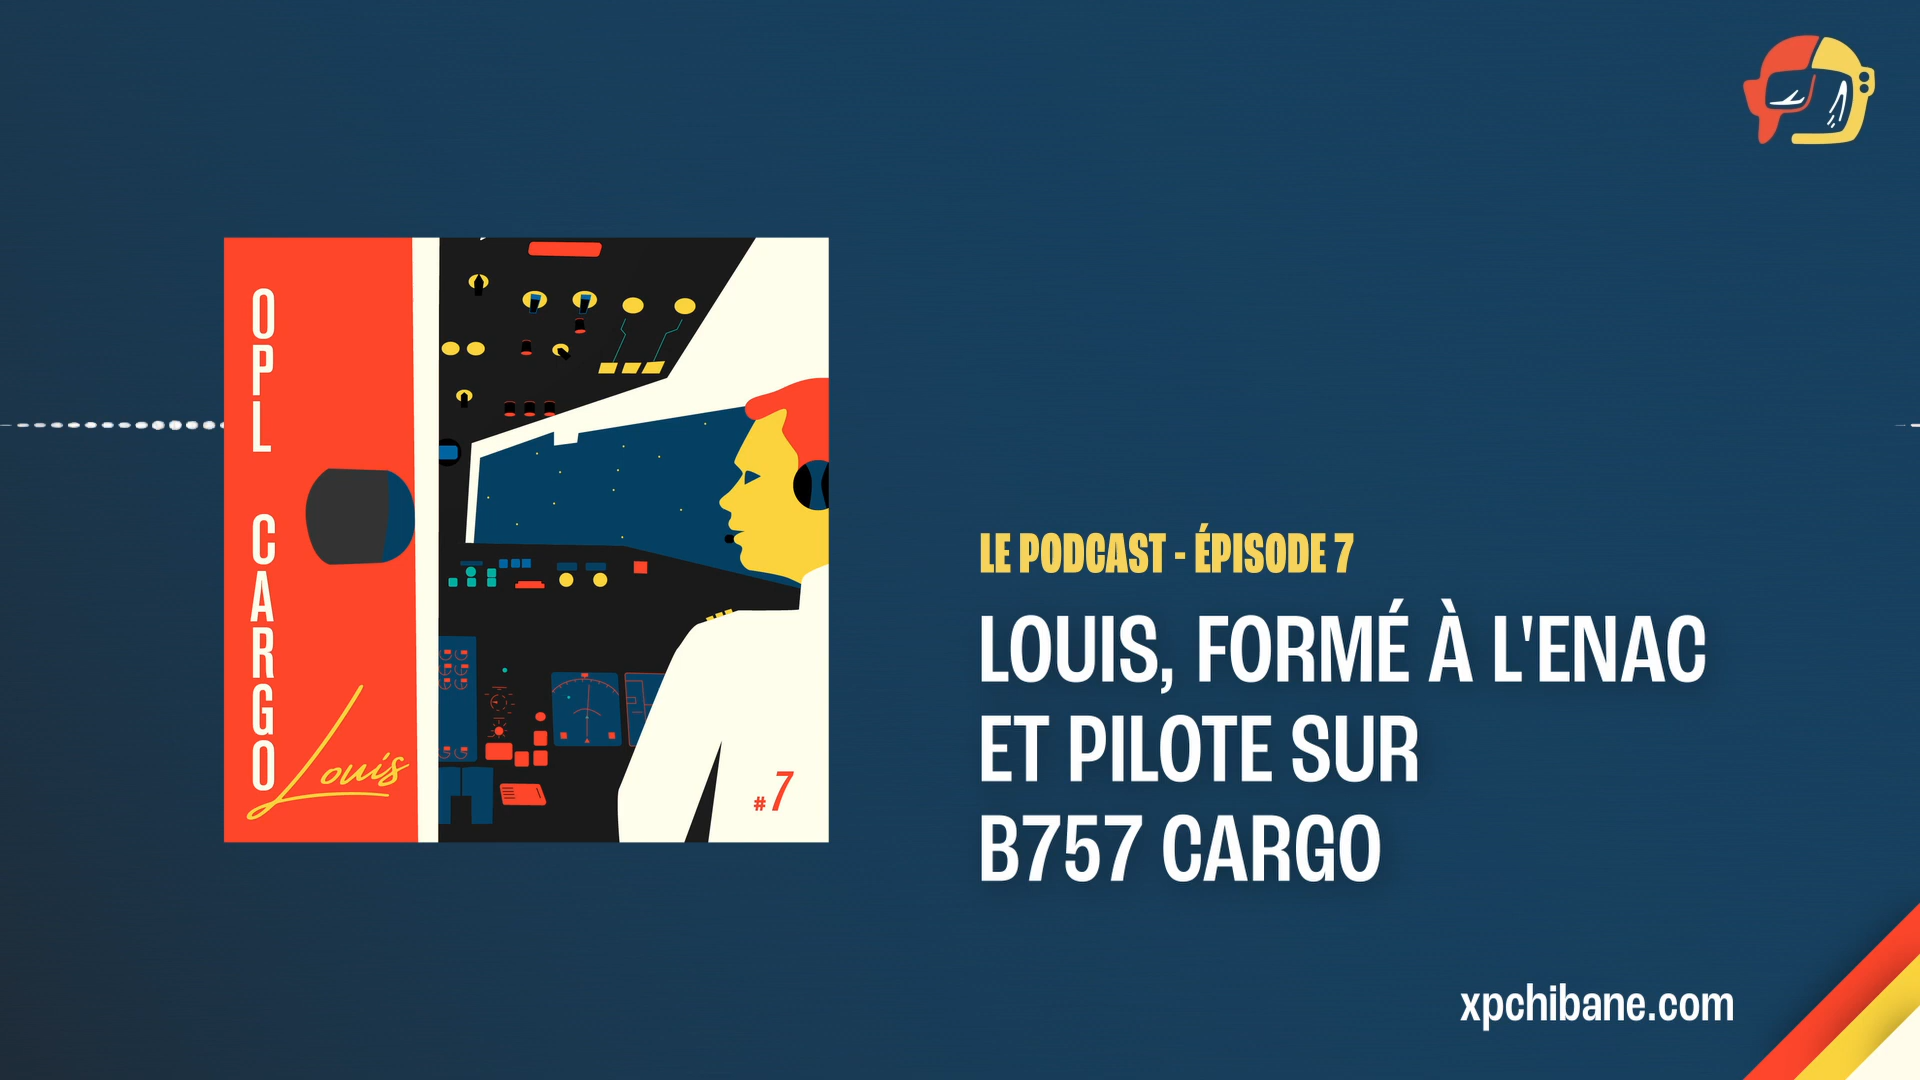 OPL CARGO
Louis
#7
LE PODCAST - ÉPISODE 7
LOUIS, FORMÉ À L'ENAC
ET PILOTE SUR
B757 CARGO
xpchibane.com